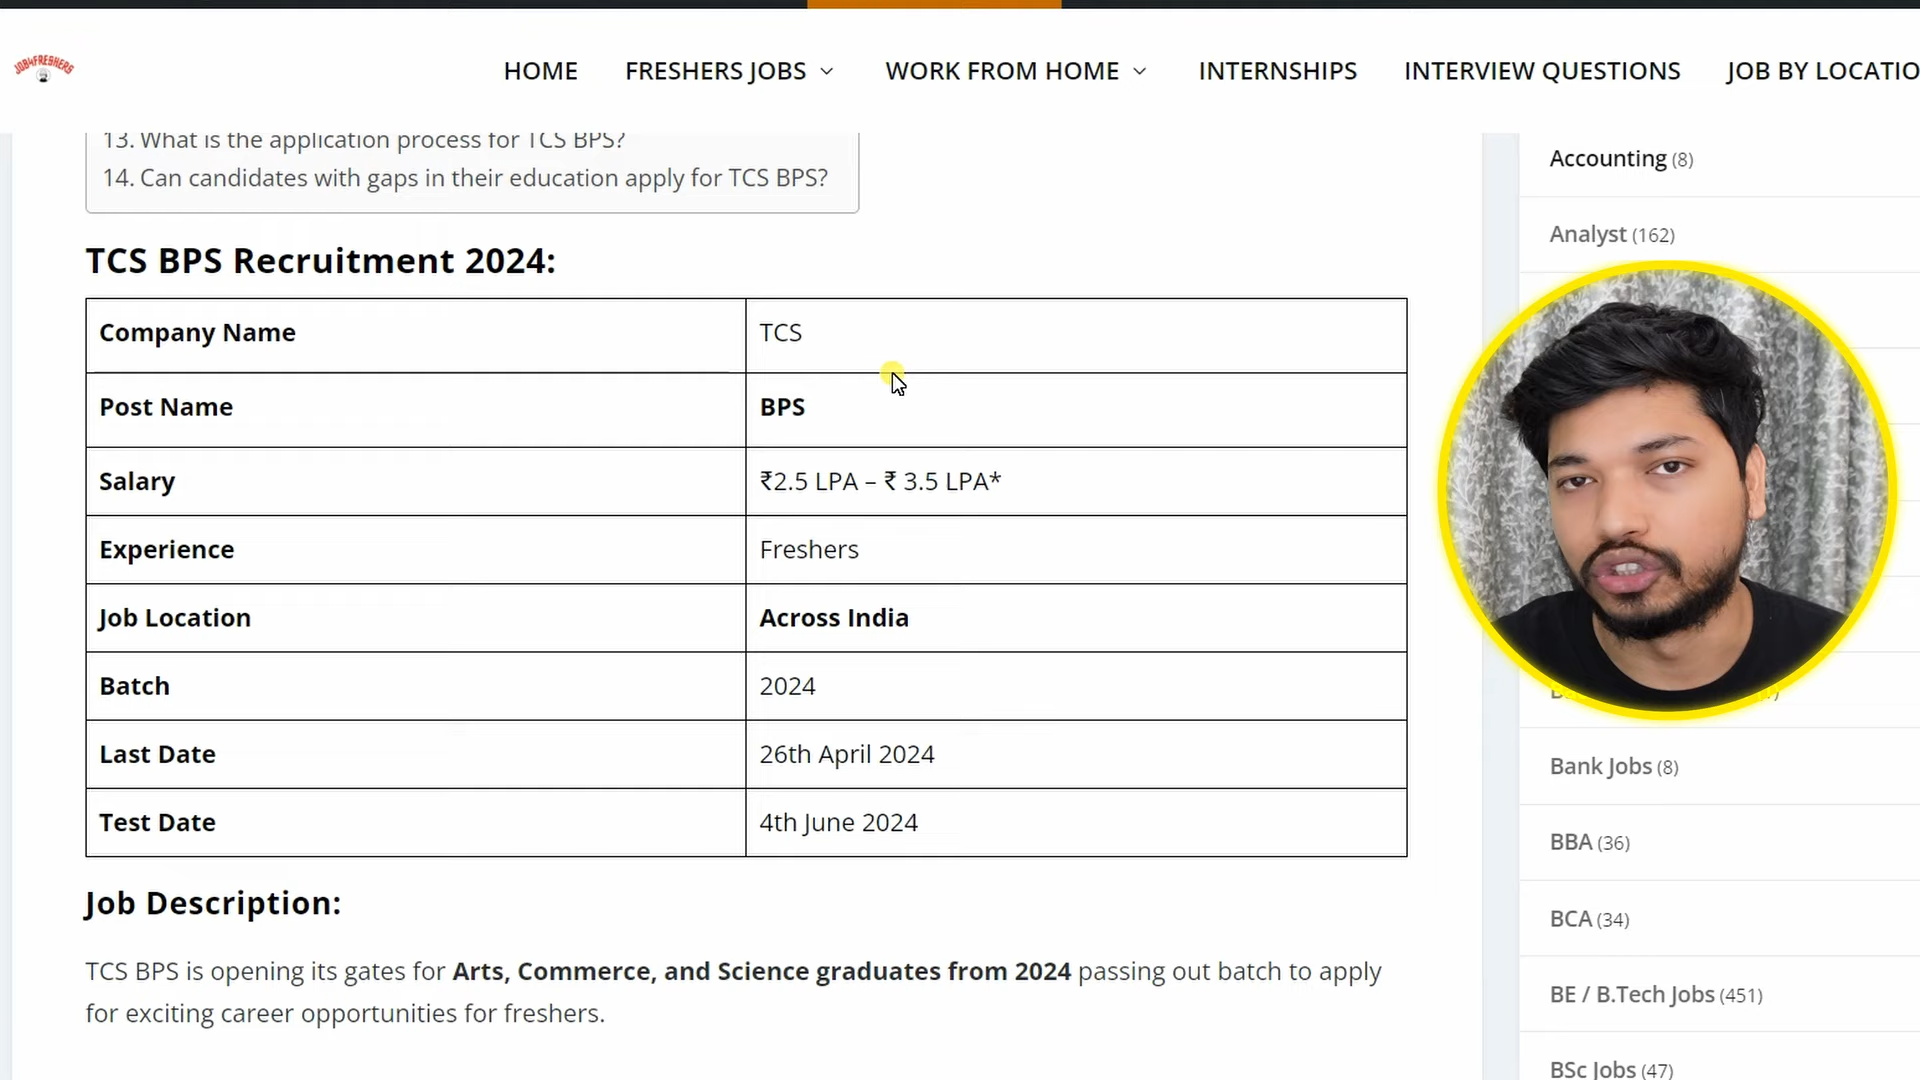 JOB4FRESHERS
HOME FRESHERS JOBS WORK FROM HOME INTERNSHIPS INTERVIEW QUESTIONS JOB BY LOCATIO
13. What is the application process for TCS BPS?
14. Can candidates with gaps in their education apply for TCS BPS?
TCS BPS Recruitment 2024:
Company Name TCS
Post Name BPS
Salary ₹2.5 LPA – ₹ 3.5 LPA*
Experience Freshers
Job Location Across India
Batch 2024
Last Date 26th April 2024
Test Date 4th June 2024
Job Description:
TCS BPS is opening its gates for Arts, Commerce, and Science graduates from 2024 passing out batch to apply
for exciting career opportunities for freshers.
Accounting (8)
Analyst (162)
Bank Jobs (8)
BBA (36)
BCA (34)
BE / B.Tech Jobs (451)
BSc Jobs (47)